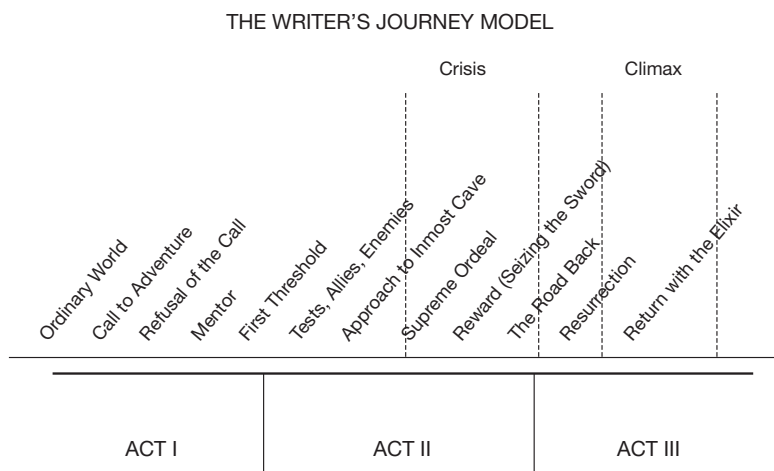 THE WRITER’S JOURNEY MODEL
Crisis
Climax
Ordinary World
Call to Adventure
Refusal of the Call
Mentor
First Threshold
Tests, Allies, Enemies
Approach to Inmost Cave
Supreme Ordeal
Reward (Seizing the Sword)
The Road Back
Resurrection
Return with the Elixir
ACT I
ACT II
ACT III